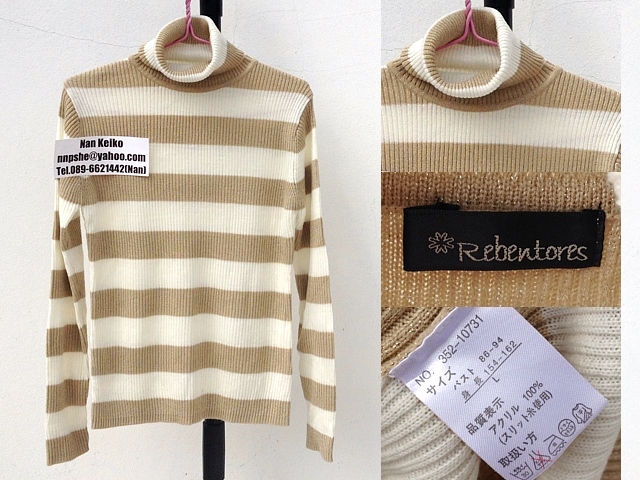 Nan Keiko
nnpshe@yahoo.com
Tel.089-6621442(Nan)
Rebentores
NO. 352-10731
サイズ
バスト 86-94
身長 154-162
L
品質表示
アクリル 100%
(スリット糸使用)
取扱い方